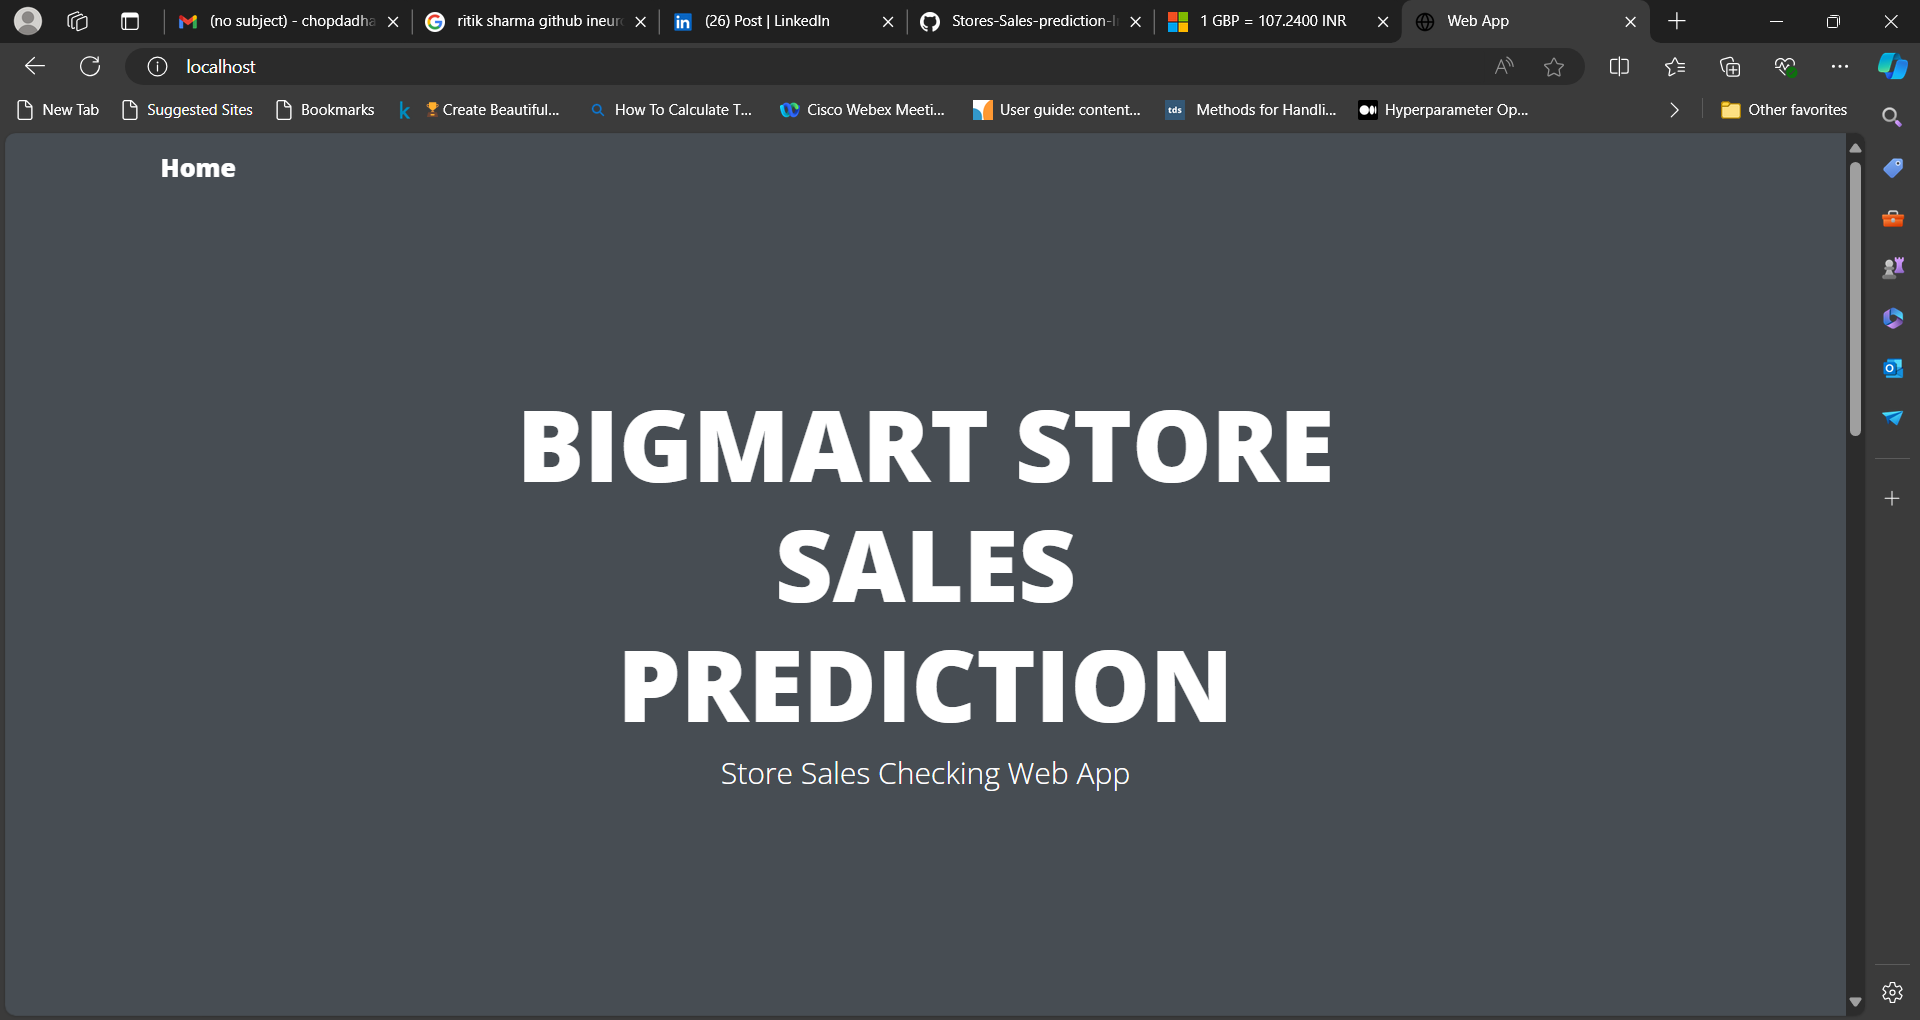 (no subject) - chopdadha
ritik sharma github ineur
(26) Post | LinkedIn
Stores-Sales-prediction-I
1 GBP = 107.2400 INR
Web App
localhost
New Tab
Suggested Sites
Bookmarks
k
Create Beautiful...
How To Calculate T...
Cisco Webex Meeti...
User guide: content...
tds
Methods for Handli...
Hyperparameter Op...
Other favorites
Home
BIGMART STORE
SALES
PREDICTION
Store Sales Checking Web App